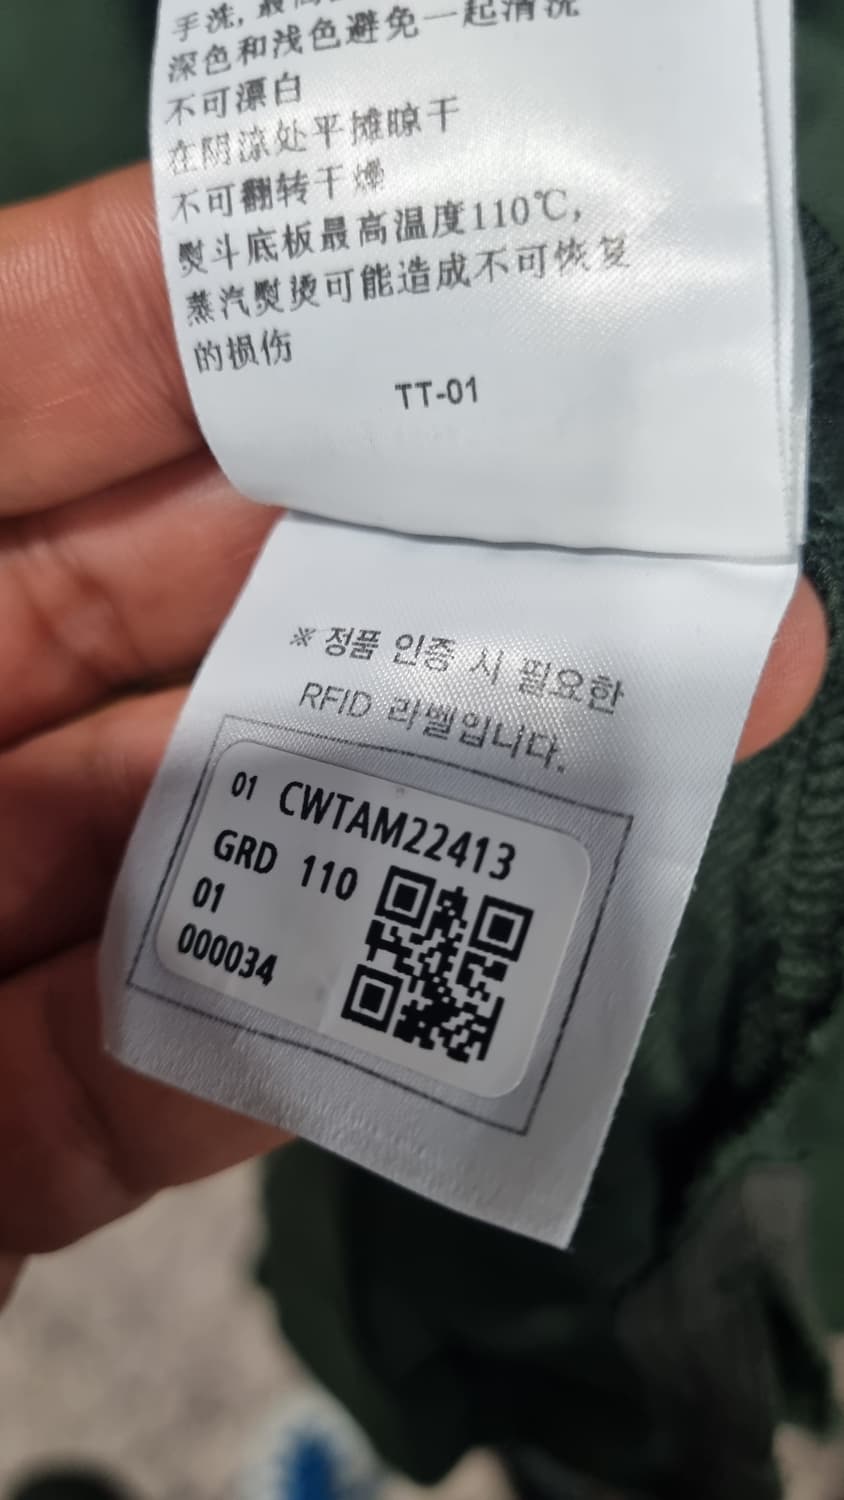 手洗, 最高
深色和浅色避免一起清洗
不可漂白
在阴凉处平摊晾干
不可翻转干燥
熨斗底板最高温度110℃,
蒸汽熨烫可能造成不可恢复
的损伤
TT-01
※ 정품 인증 시 필요한
RFID 라벨입니다.
01 CWTAM22413
GRD 110
01
000034